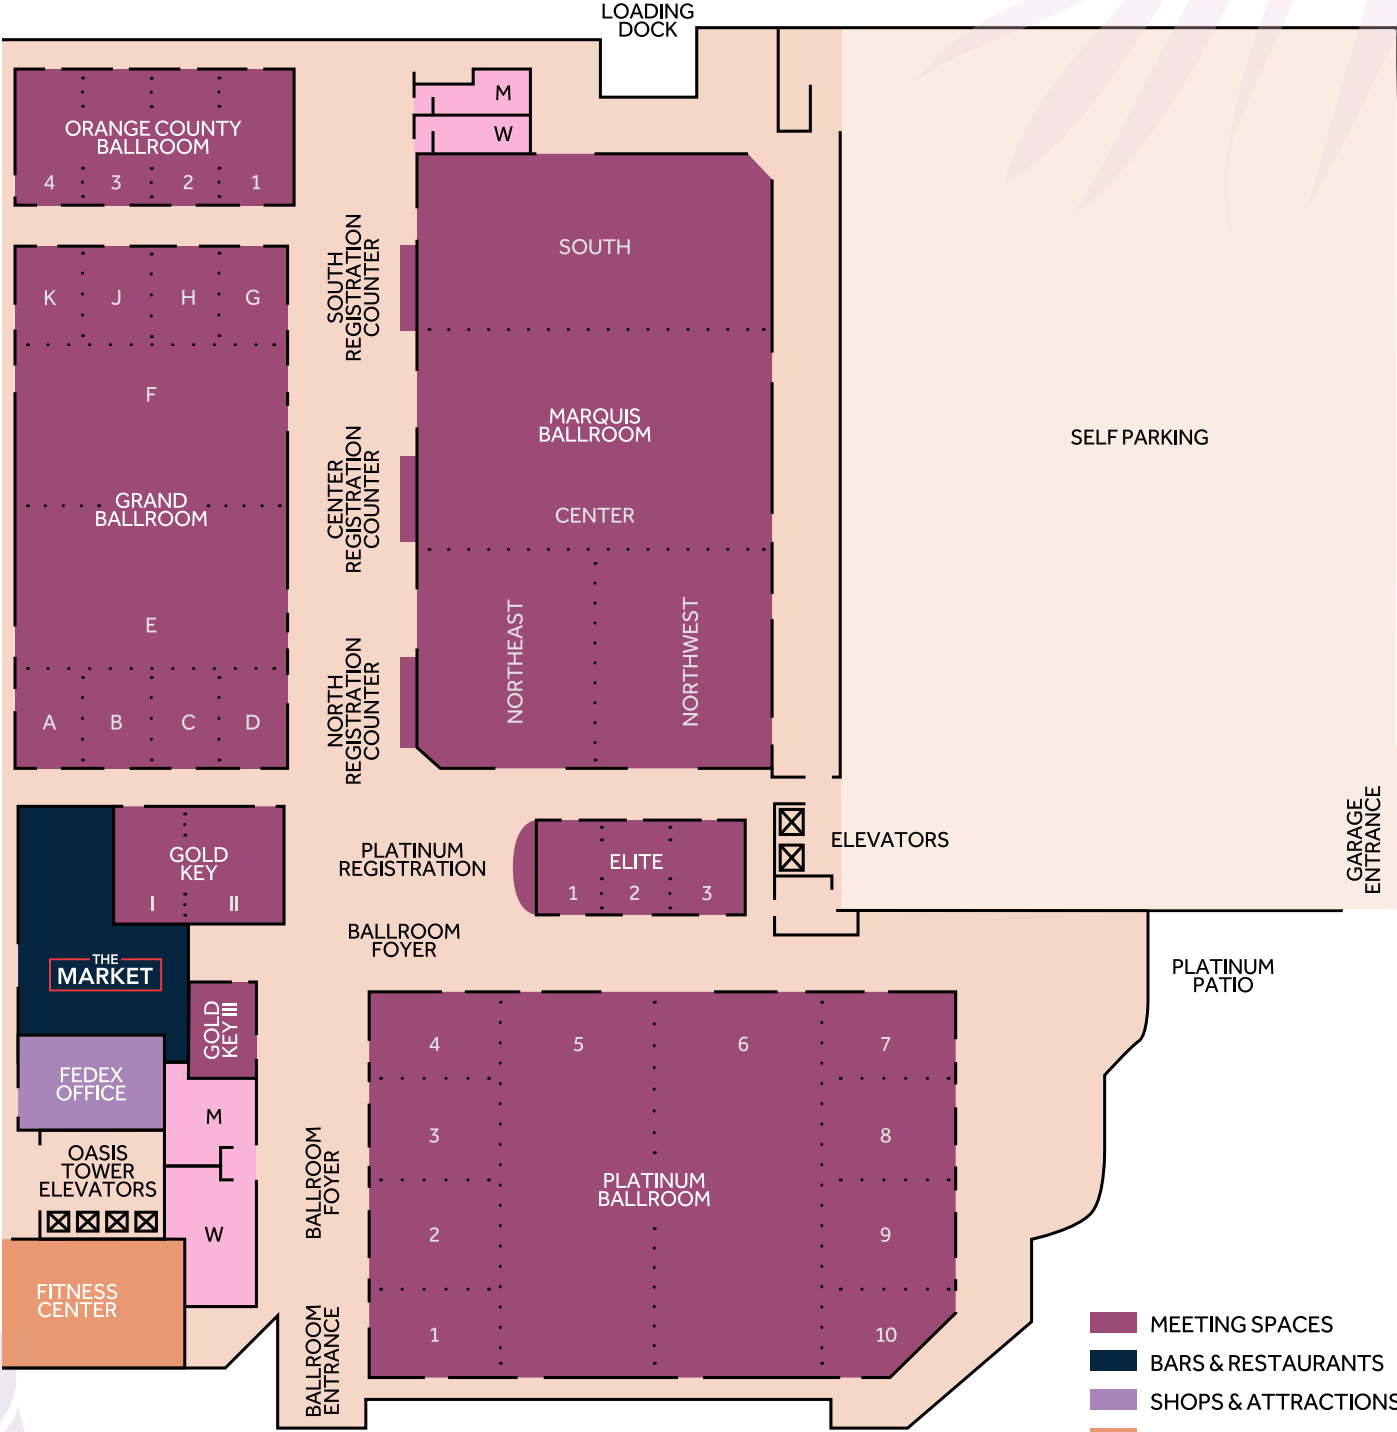 LOADING
DOCK
M
W
ORANGE COUNTY
BALLROOM
4
3
2
1
SOUTH
REGISTRATION
COUNTER
SOUTH
K
J
H
G
F
MARQUIS
BALLROOM
SELF PARKING
CENTER
REGISTRATION
COUNTER
GRAND
BALLROOM
CENTER
E
NORTHEAST
NORTHWEST
NORTH
REGISTRATION
COUNTER
A
B
C
D
GOLD
KEY
I
II
PLATINUM
REGISTRATION
ELITE
1
2
3
ELEVATORS
GARAGE
ENTRANCE
BALLROOM
FOYER
THE
MARKET
PLATINUM
PATIO
GOLD
KEY III
4
5
6
7
FEDEX
OFFICE
M
3
8
OASIS
TOWER
ELEVATORS
BALLROOM
FOYER
PLATINUM
BALLROOM
W
2
9
FITNESS
CENTER
BALLROOM
ENTRANCE
1
10
MEETING SPACES
BARS & RESTAURANTS
SHOPS & ATTRACTIONS